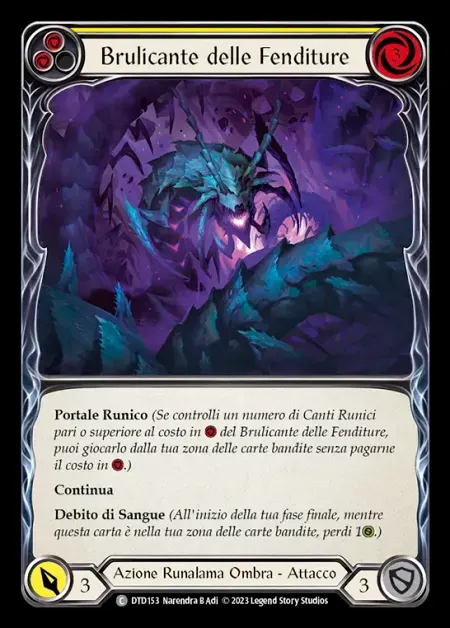 Brulicante delle Fenditure
3
Portale Runico (Se controlli un numero di Canti Runici
pari o superiore al costo in del Brulicante delle Fenditure,
puoi giocarlo dalla tua zona delle carte bandite senza pagarne
il costo in .)
Continua
Debito di Sangue (All'inizio della tua fase finale, mentre
questa carta è nella tua zona delle carte bandite, perdi 1 .)
3
Azione Runalama Ombra - Attacco
3
C DTD153 Narendra B Adi © 2023 Legend Story Studios